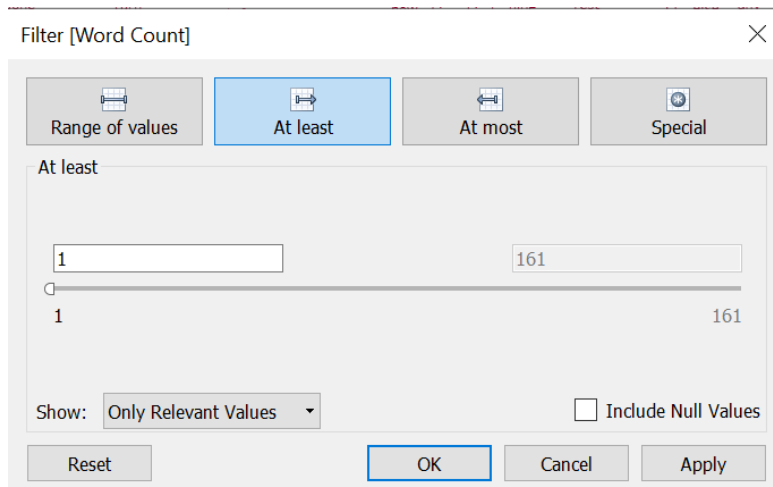 Filter [Word Count]
Range of values
At least
At most
Special
At least
1
161
1
161
Show: Only Relevant Values
Include Null Values
Reset
OK
Cancel
Apply